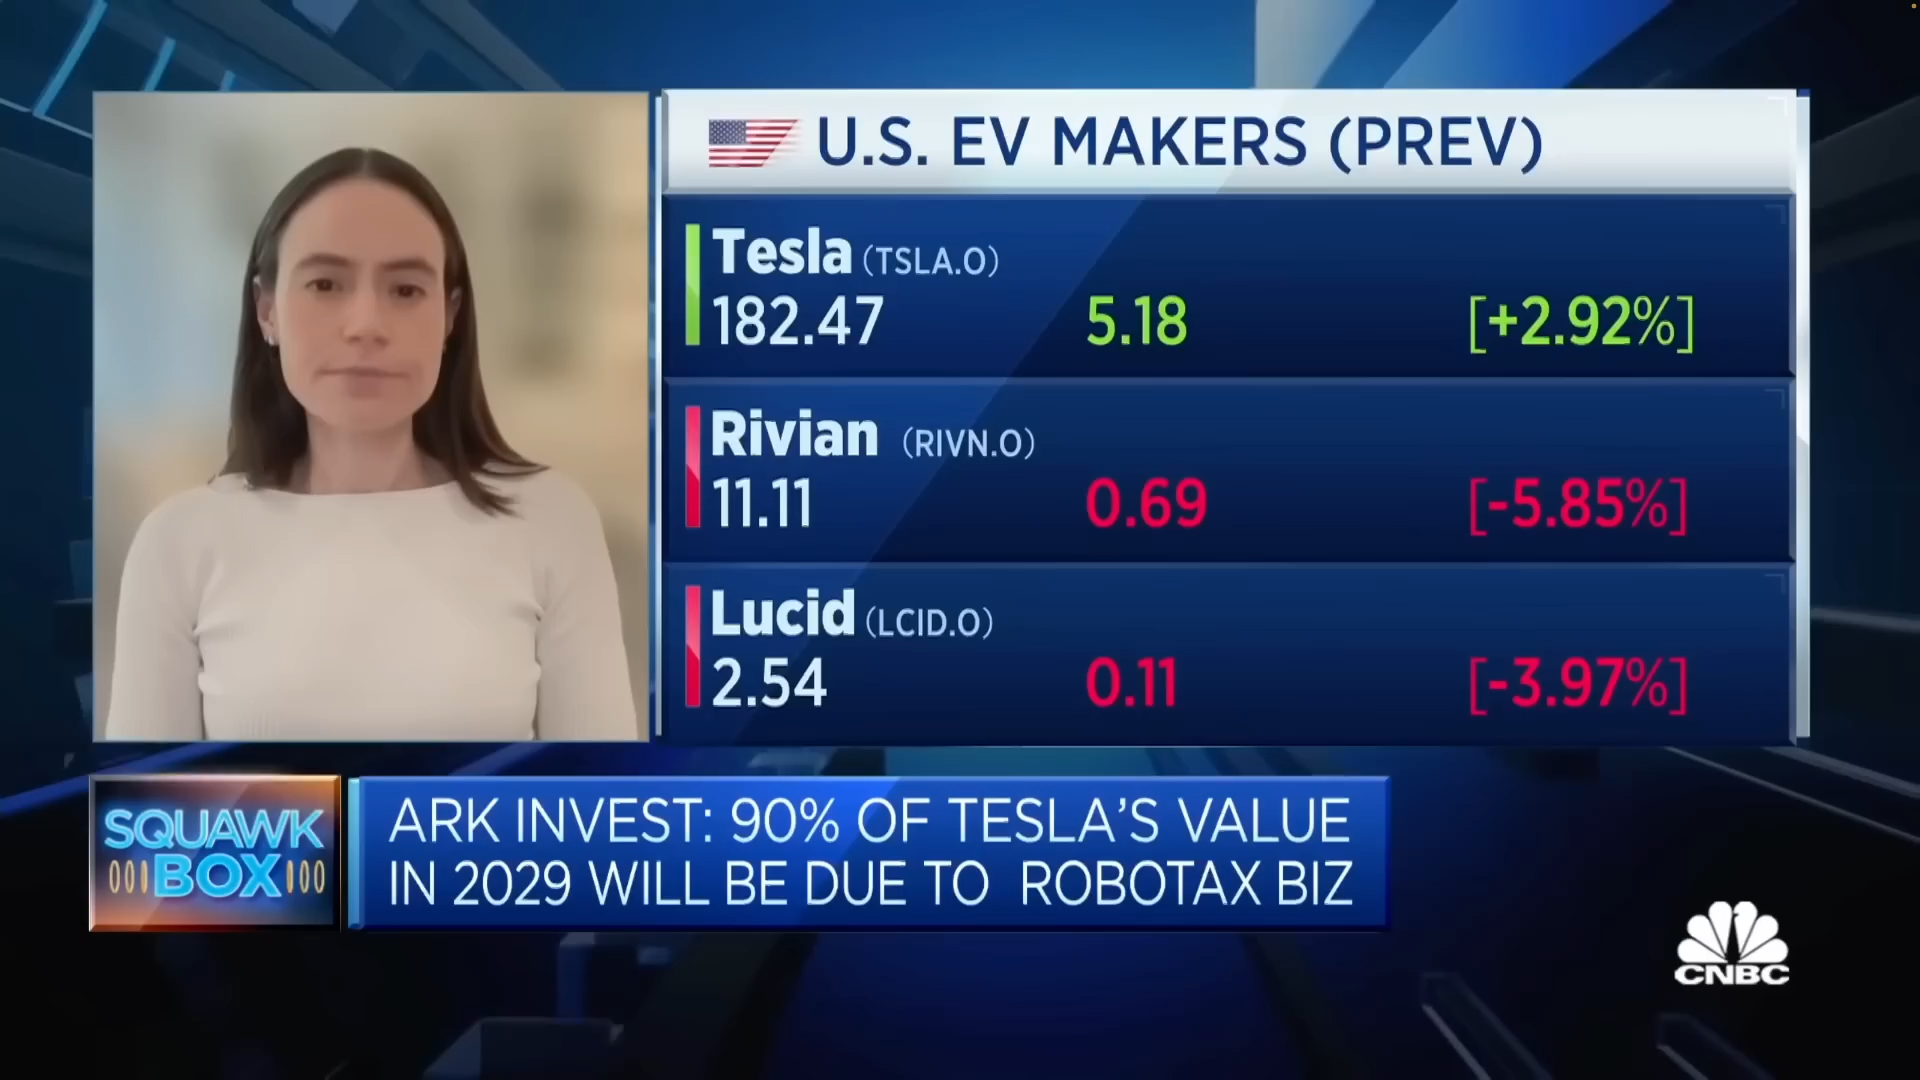 U.S. EV MAKERS (PREV)
Tesla (TSLA.O)
182.47 5.18 [+2.92%]
Rivian (RIVN.O)
11.11 0.69 [-5.85%]
Lucid (LCID.O)
2.54 0.11 [-3.97%]
SQUAWK
BOX
ARK INVEST: 90% OF TESLA'S VALUE
IN 2029 WILL BE DUE TO ROBOTAX BIZ
CNBC